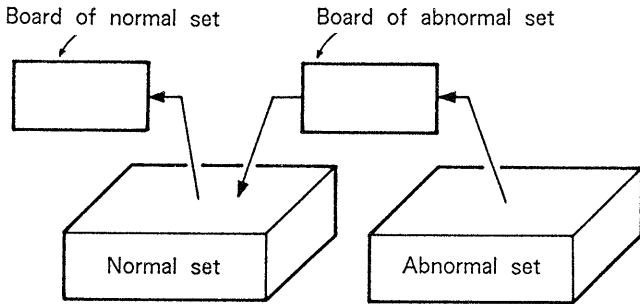 Board of normal set
Board of abnormal set
Normal set
Abnormal set